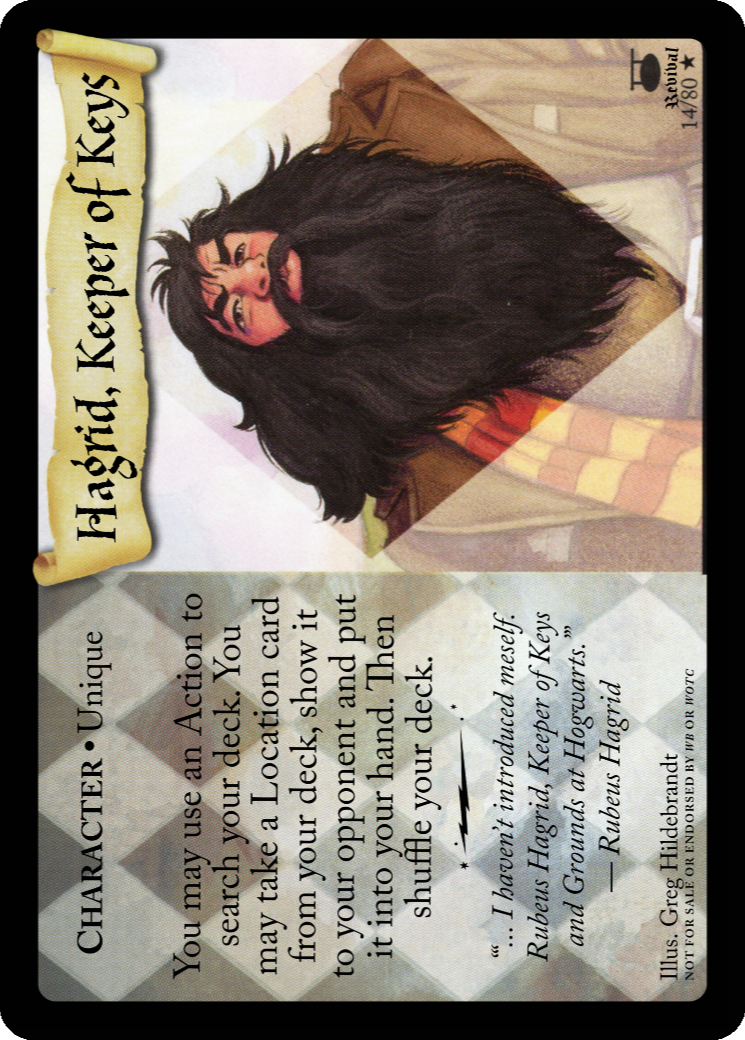 Hagrid, Keeper of Keys
CHARACTER • Unique
You may use an Action to
search your deck. You
may take a Location card
from your deck, show it
to your opponent and put
it into your hand. Then
shuffle your deck.
“‘… I haven’t introduced meself.
Rubeus Hagrid, Keeper of Keys
and Grounds at Hogwarts.’”
— Rubeus Hagrid
Illus. Greg Hildebrandt
NOT FOR SALE OR ENDORSED BY WB OR WOTC
Revival
14/80 ★